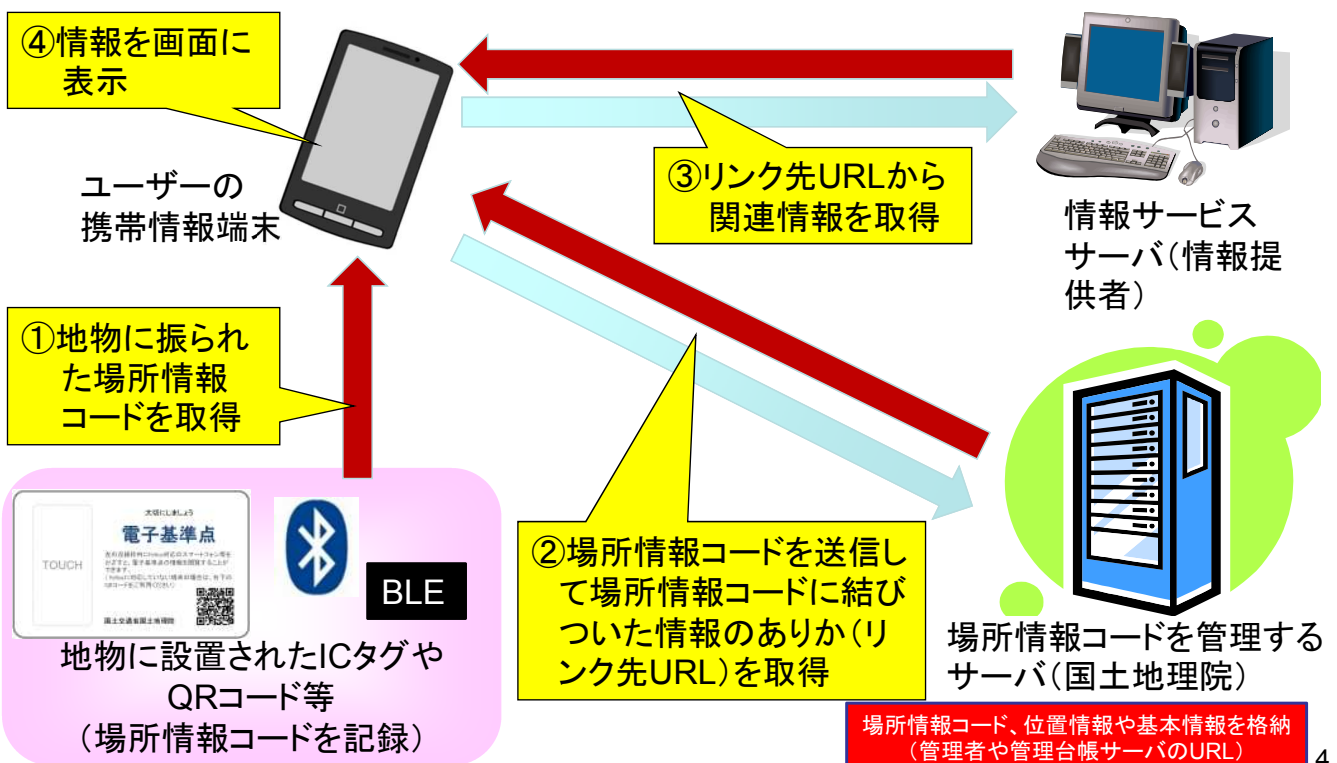 ④情報を画面に
表示
ユーザーの
携帯情報端末
③リンク先URLから
関連情報を取得
情報サービス
サーバ（情報提
供者）
①地物に振られ
た場所情報
コードを取得
大切にしましょう
電子基準点
TOUCH
国土交通省国土地理院
BLE
地物に設置されたICタグや
QRコード等
（場所情報コードを記録）
②場所情報コードを送信し
て場所情報コードに結び
ついた情報のありか（リ
ンク先URL）を取得
場所情報コードを管理する
サーバ（国土地理院）
場所情報コード、位置情報や基本情報を格納
（管理者や管理台帳サーバのURL）
4